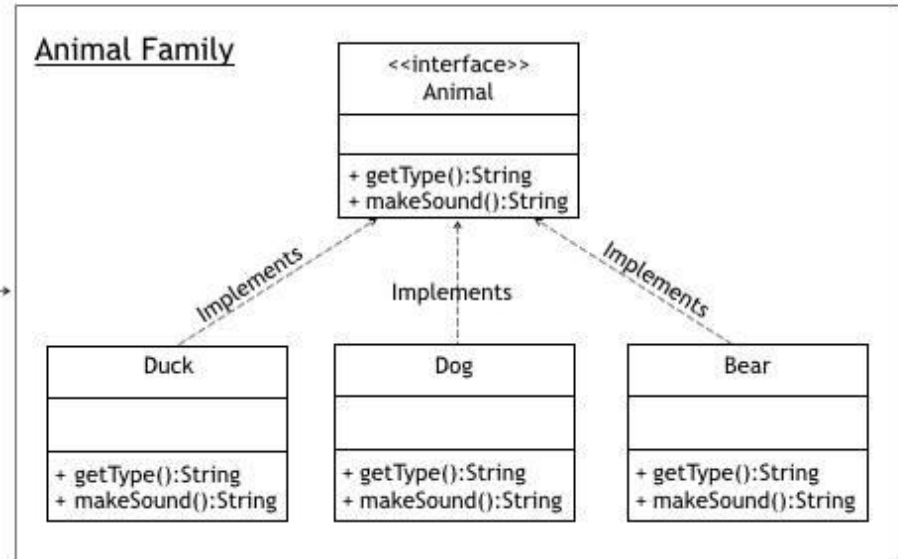 Animal Family
<<interface>>
Animal
+ getType():String
+ makeSound():String
Implements
Implements
Implements
Duck
+ getType():String
+ makeSound():String
Dog
+ getType():String
+ makeSound():String
Bear
+ getType():String
+ makeSound():String